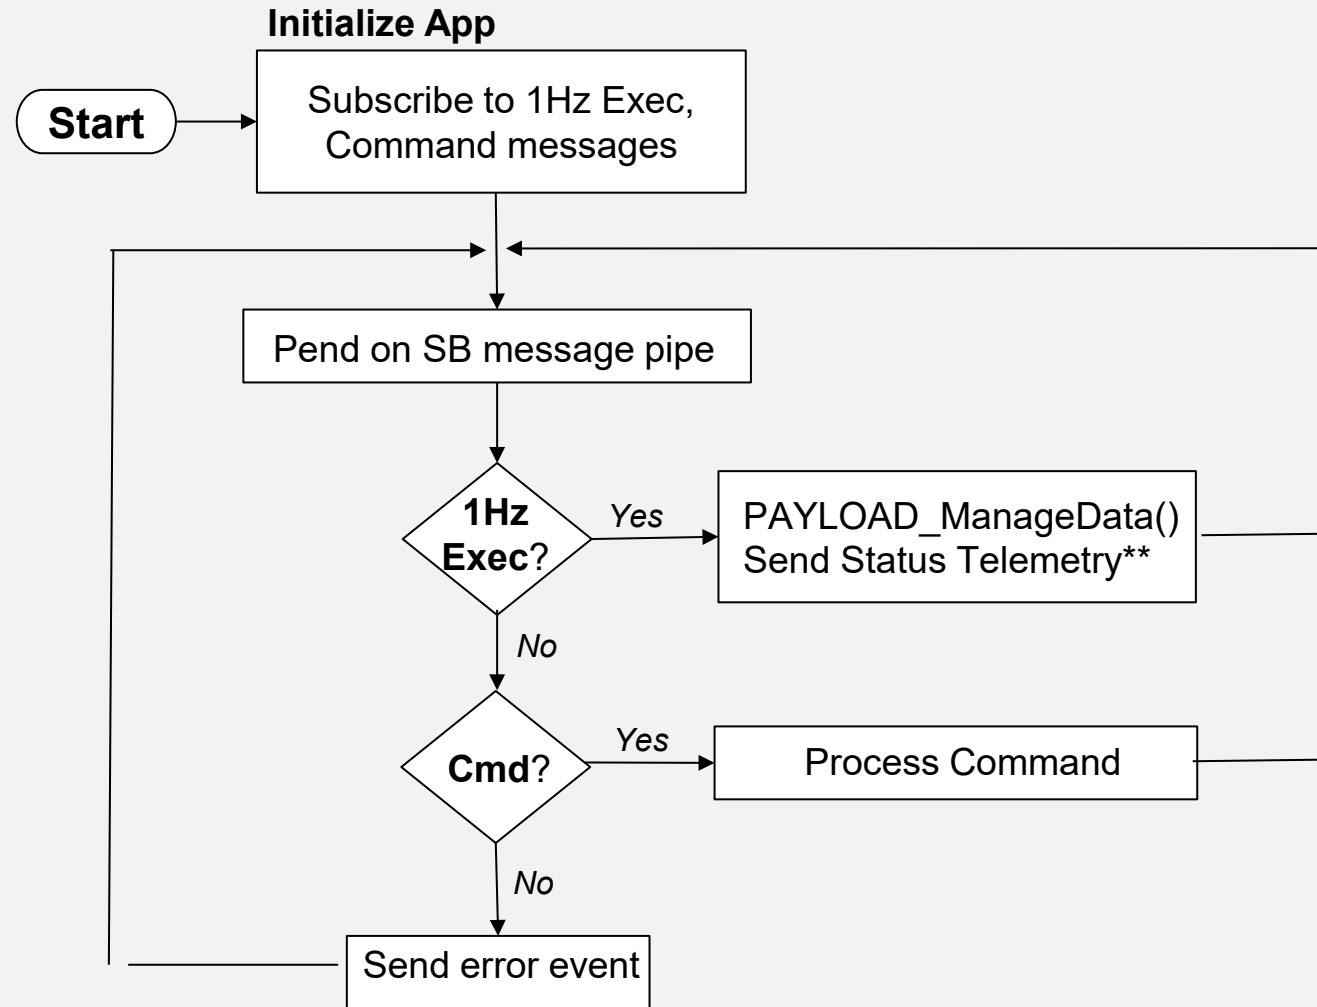 Initialize App
Start
Subscribe to 1Hz Exec,
Command messages
Pend on SB message pipe
1Hz
Exec?
Yes
PAYLOAD_ManageData()
Send Status Telemetry**
No
Cmd?
Yes
Process Command
No
Send error event